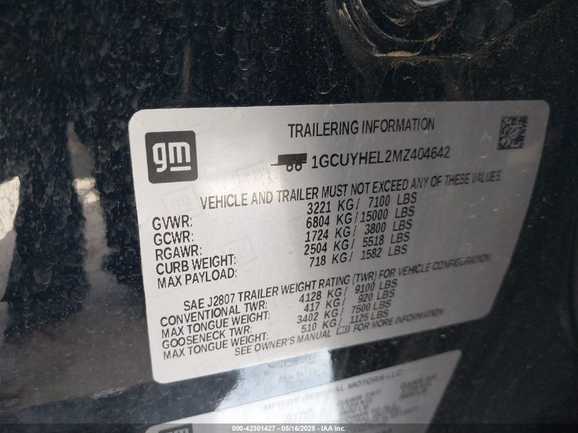 TRAILERING INFORMATION
gm
1GCUYHEL2MZ404642
VEHICLE AND TRAILER MUST NOT EXCEED ANY OF THESE VALUES
GVWR: 3221 KG/ 7100 LBS
GCWR: 6804 KG/ 15000 LBS
RGAWR: 1724 KG/ 3800 LBS
CURB WEIGHT: 2504 KG/ 5518 LBS
MAX PAYLOAD: 718 KG/ 1582 LBS
SAE J2807 TRAILER WEIGHT RATING (TWR) FOR VEHICLE CONFIGURATION.
CONVENTIONAL TWR: 4128 KG/ 9100 LBS
MAX TONGUE WEIGHT: 417 KG/ 920 LBS
GOOSENECK TWR: 3402 KG/ 7500 LBS
MAX TONGUE WEIGHT: 510 KG/ 1125 LBS
SEE OWNER'S MANUAL FOR MORE INFORMATION
gm
MOTORS LLC
000-42301427 - 05/16/2025 - IAA Inc.